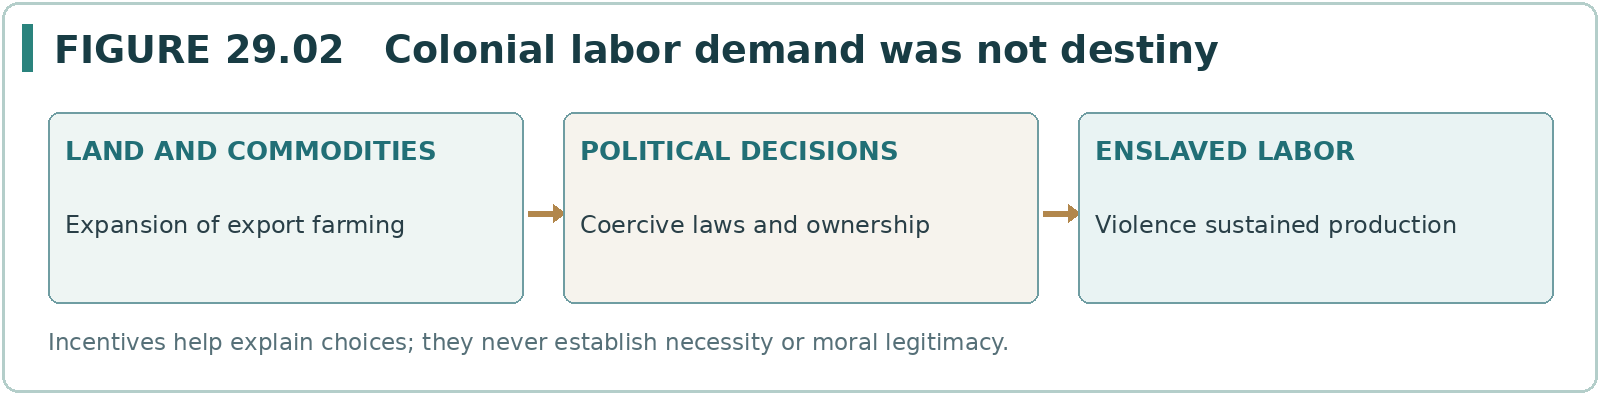 FIGURE 29.02 Colonial labor demand was not destiny
LAND AND COMMODITIES
Expansion of export farming
POLITICAL DECISIONS
Coercive laws and ownership
ENSLAVED LABOR
Violence sustained production
Incentives help explain choices; they never establish necessity or moral legitimacy.